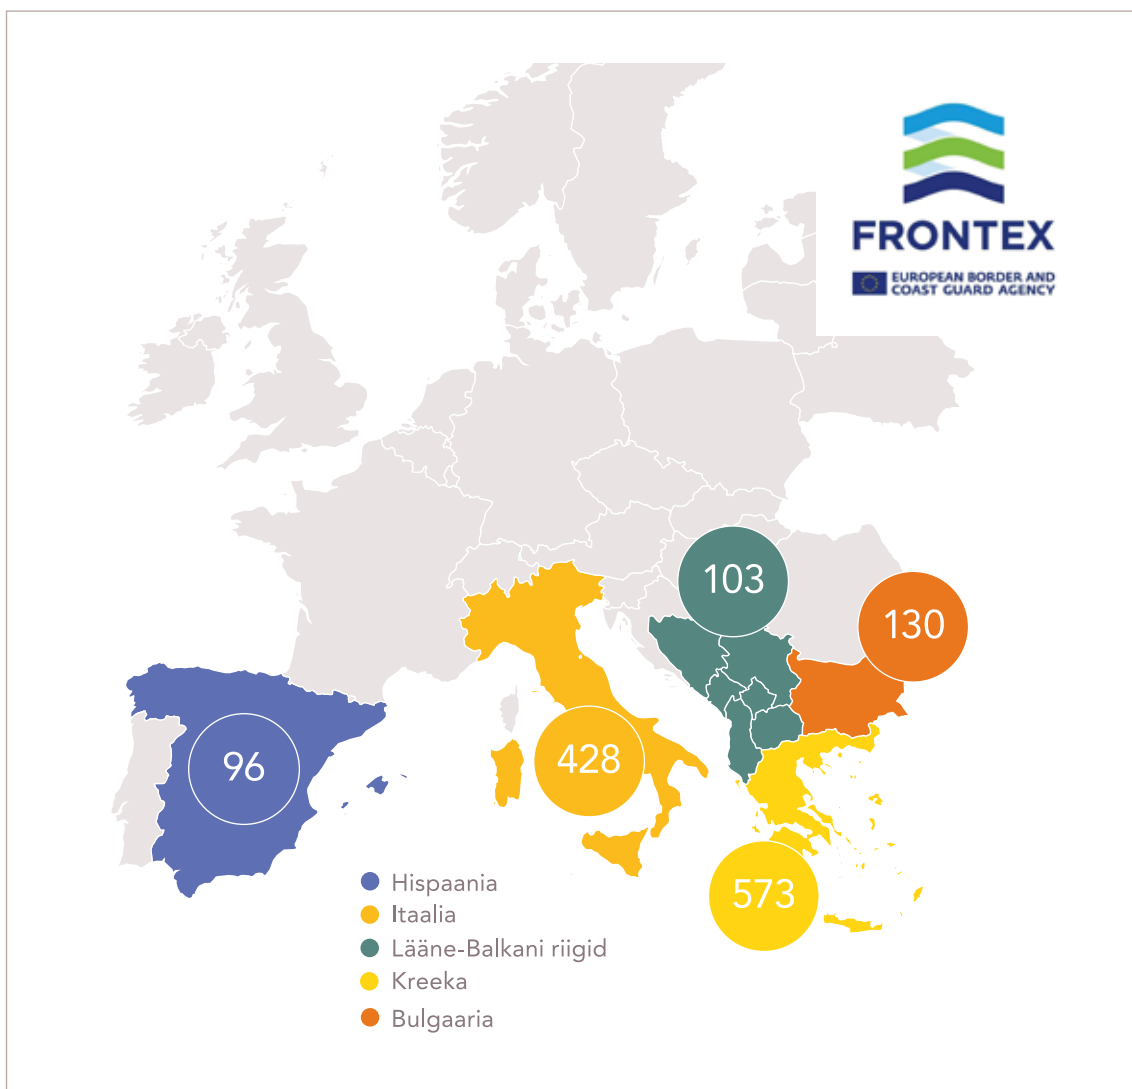 FRONTEX
EUROPEAN BORDER AND
COAST GUARD AGENCY
103
130
96
428
573
Hispaania
Itaalia
Lääne-Balkani riigid
Kreeka
Bulgaaria